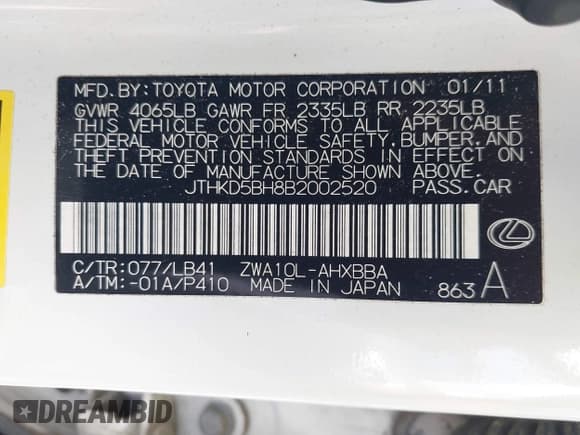 MFD. BY: TOYOTA MOTOR CORPORATION 01/11
GVWR 4065LB GAWR FR 2335LB RR 2235LB
THIS VEHICLE CONFORMS TO ALL APPLICABLE
FEDERAL MOTOR VEHICLE SAFETY, BUMPER, AND
THEFT PREVENTION STANDARDS IN EFFECT ON
THE DATE OF MANUFACTURE SHOWN ABOVE.
JTHKD5BH8B2002520 PASS. CAR
C/TR: 077/LB41 ZWA10L-AHXBBA
A/TM: -01A/P410 MADE IN JAPAN 863 A
DREAMBID